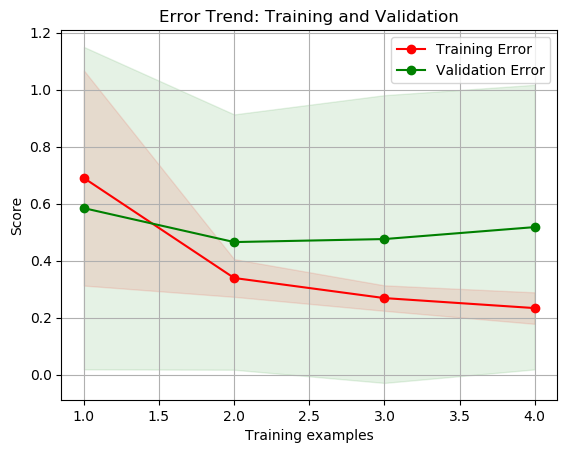 Error Trend: Training and Validation
Training Error
Validation Error
1.2
1.0
0.8
0.6
0.4
0.2
0.0
Score
1.0 1.5 2.0 2.5 3.0 3.5 4.0
Training examples